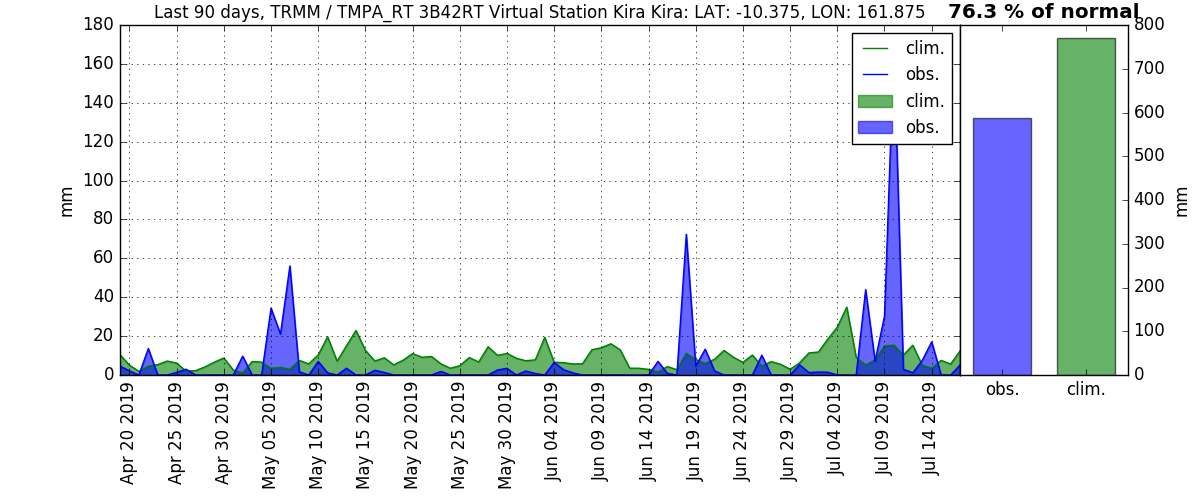 Last 90 days, TRMM / TMPA_RT 3B42RT Virtual Station Kira Kira: LAT: -10.375, LON: 161.875
76.3 % of normal
180
160
140
120
100
80
60
40
20
0
mm
clim.
obs.
clim.
obs.
Apr 20 2019
Apr 25 2019
Apr 30 2019
May 05 2019
May 10 2019
May 15 2019
May 20 2019
May 25 2019
May 30 2019
Jun 04 2019
Jun 09 2019
Jun 14 2019
Jun 19 2019
Jun 24 2019
Jun 29 2019
Jul 04 2019
Jul 09 2019
Jul 14 2019
800
700
600
500
400
300
200
100
0
mm
obs.
clim.